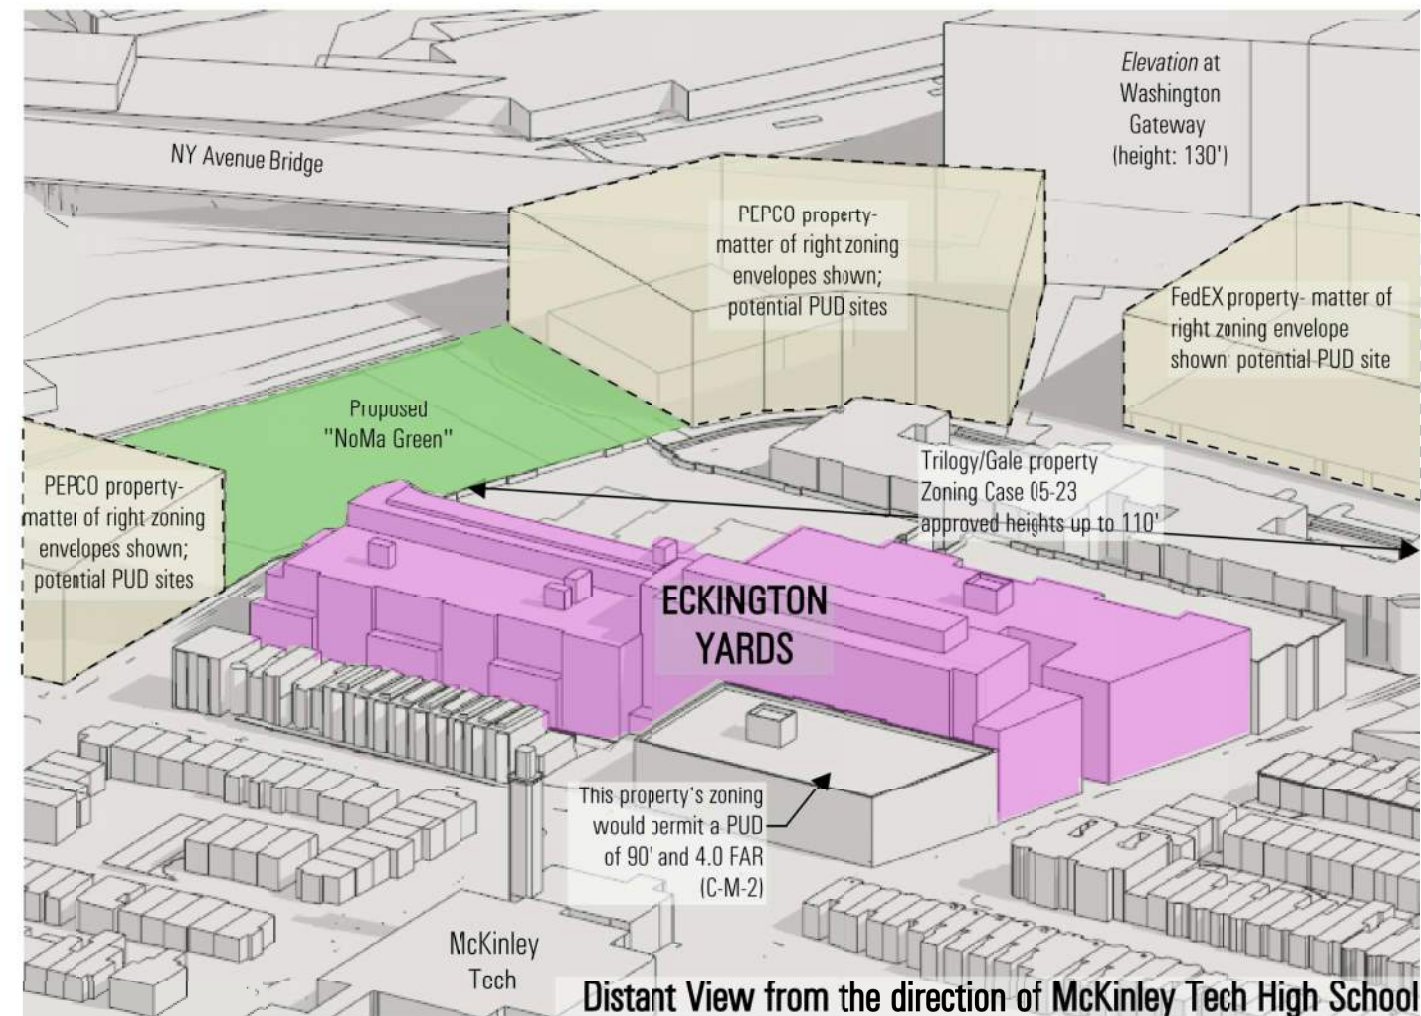 Elevation at
Washington
Gateway
(height: 130')
NY Avenue Bridge
PEPCO property-
matter of right zoning
envelopes shown;
potential PUD sites
FedEX property- matter of
right zoning envelope
shown; potential PUD site
Proposed
"NoMa Green"
Trilogy/Gale property
Zoning Case 05-23
approved heights up to 110'
PEPCO property-
matter of right zoning
envelopes shown;
potential PUD sites
ECKINGTON
YARDS
This property's zoning
would permit a PUD
of 90' and 4.0 FAR
(C-M-2)
McKinley
Tech
Distant View from the direction of McKinley Tech High School